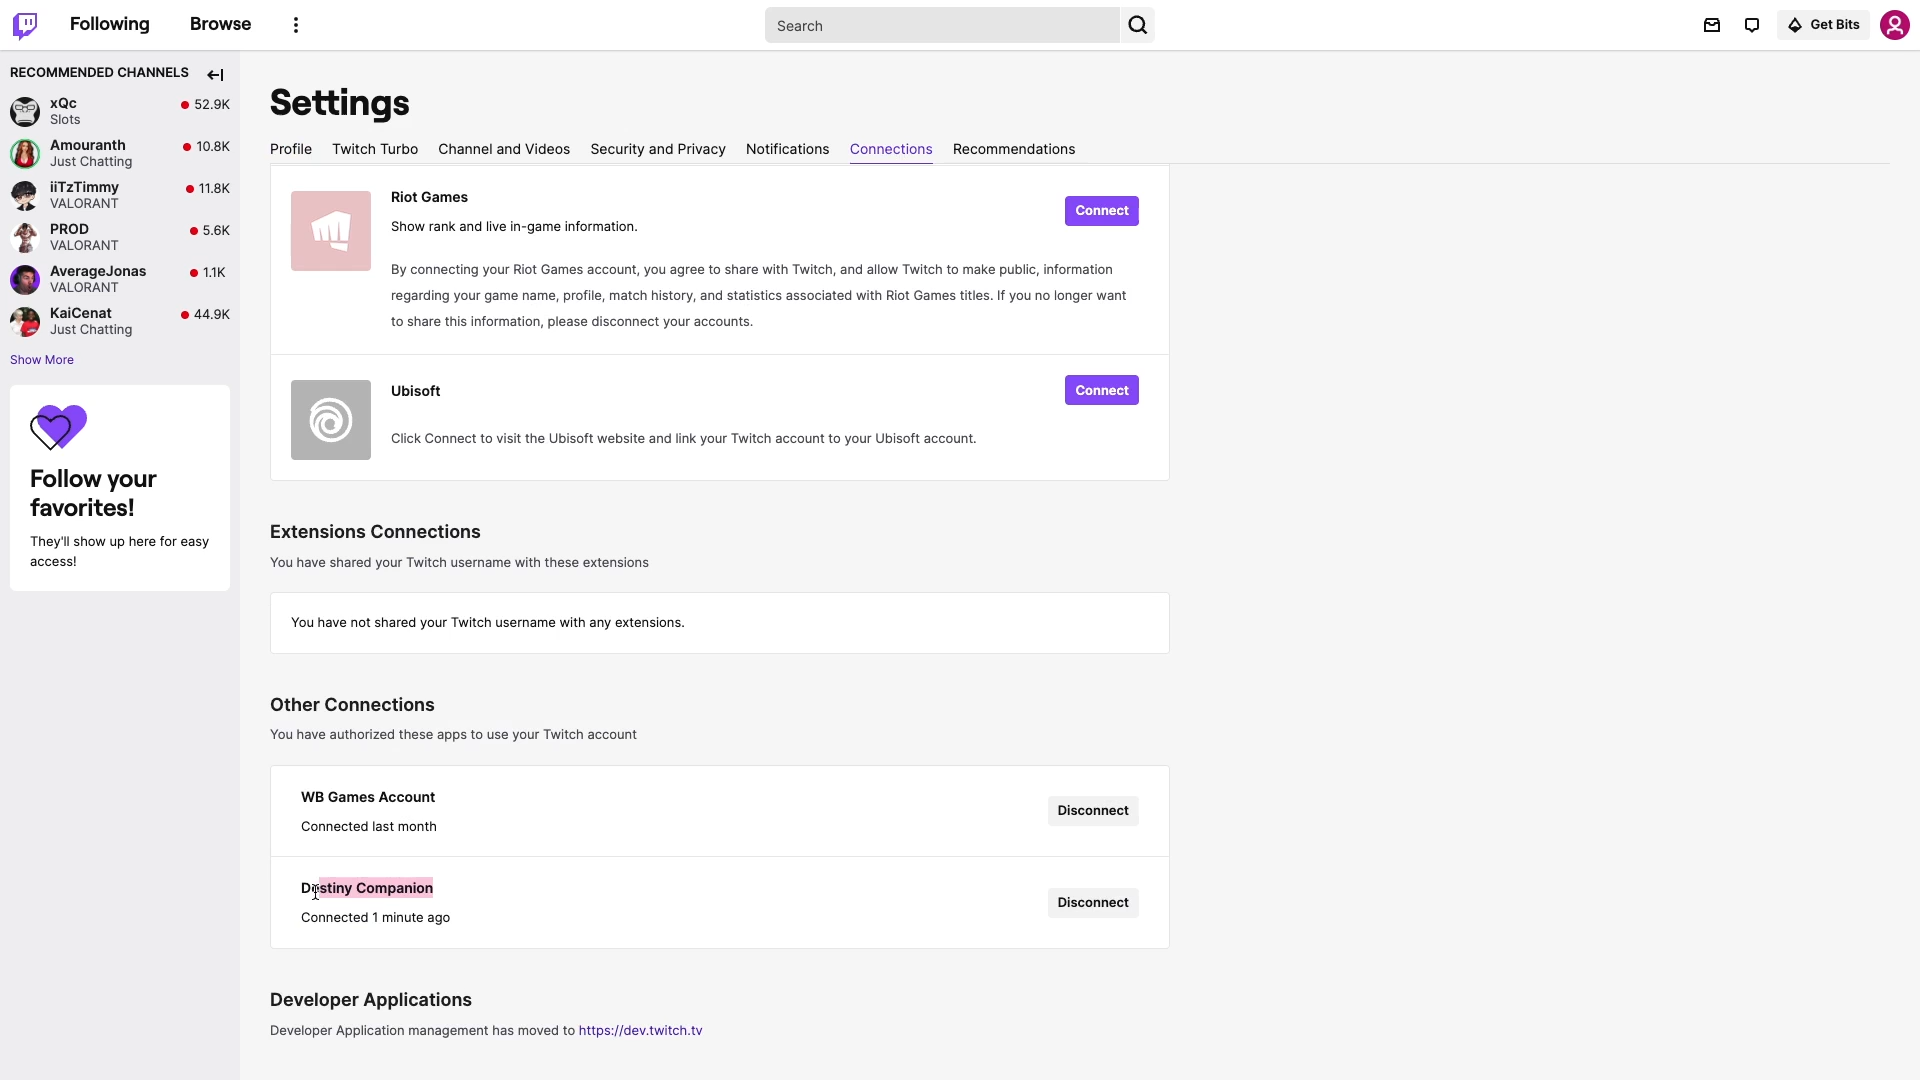 Following
Browse
Search
Get Bits
RECOMMENDED CHANNELS
xQc
52.9K
Slots
Amouranth
10.8K
Just Chatting
iiTzTimmy
11.8K
VALORANT
PROD
5.6K
VALORANT
AverageJonas
1.1K
VALORANT
KaiCenat
44.9K
Just Chatting
Show More
Follow your
favorites!
They'll show up here for easy
access!
Settings
Profile
Twitch Turbo
Channel and Videos
Security and Privacy
Notifications
Connections
Recommendations
Riot Games
Connect
Show rank and live in-game information.
By connecting your Riot Games account, you agree to share with Twitch, and allow Twitch to make public, information
regarding your game name, profile, match history, and statistics associated with Riot Games titles. If you no longer want
to share this information, please disconnect your accounts.
Ubisoft
Connect
Click Connect to visit the Ubisoft website and link your Twitch account to your Ubisoft account.
Extensions Connections
You have shared your Twitch username with these extensions
You have not shared your Twitch username with any extensions.
Other Connections
You have authorized these apps to use your Twitch account
WB Games Account
Connected last month
Disconnect
Destiny Companion
Connected 1 minute ago
Disconnect
Developer Applications
Developer Application management has moved to https://dev.twitch.tv